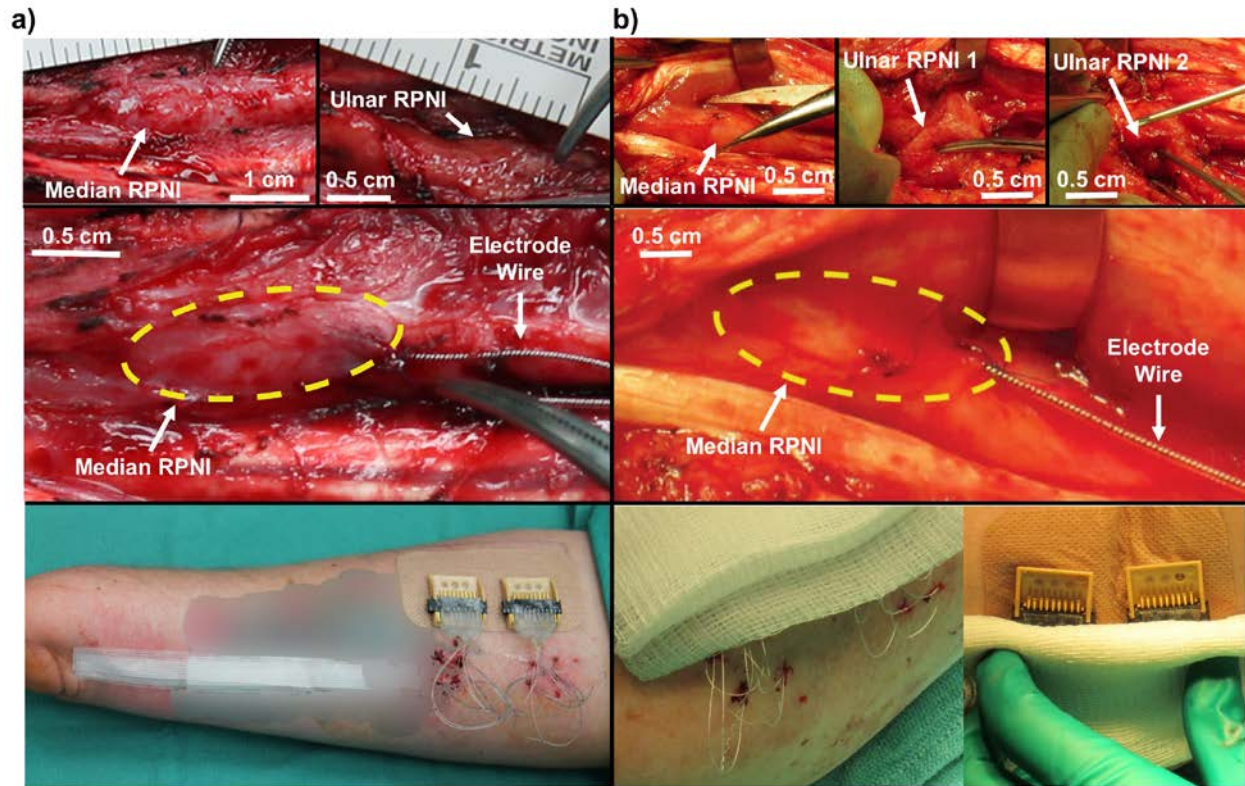 a)
b)
METRIC
1
Ulnar RPNI
Median RPNI
1 cm
0.5 cm
Ulnar RPNI 1
Ulnar RPNI 2
Median RPNI
0.5 cm
0.5 cm
0.5 cm
0.5 cm
Electrode
Wire
Median RPNI
0.5 cm
Electrode
Wire
Median RPNI